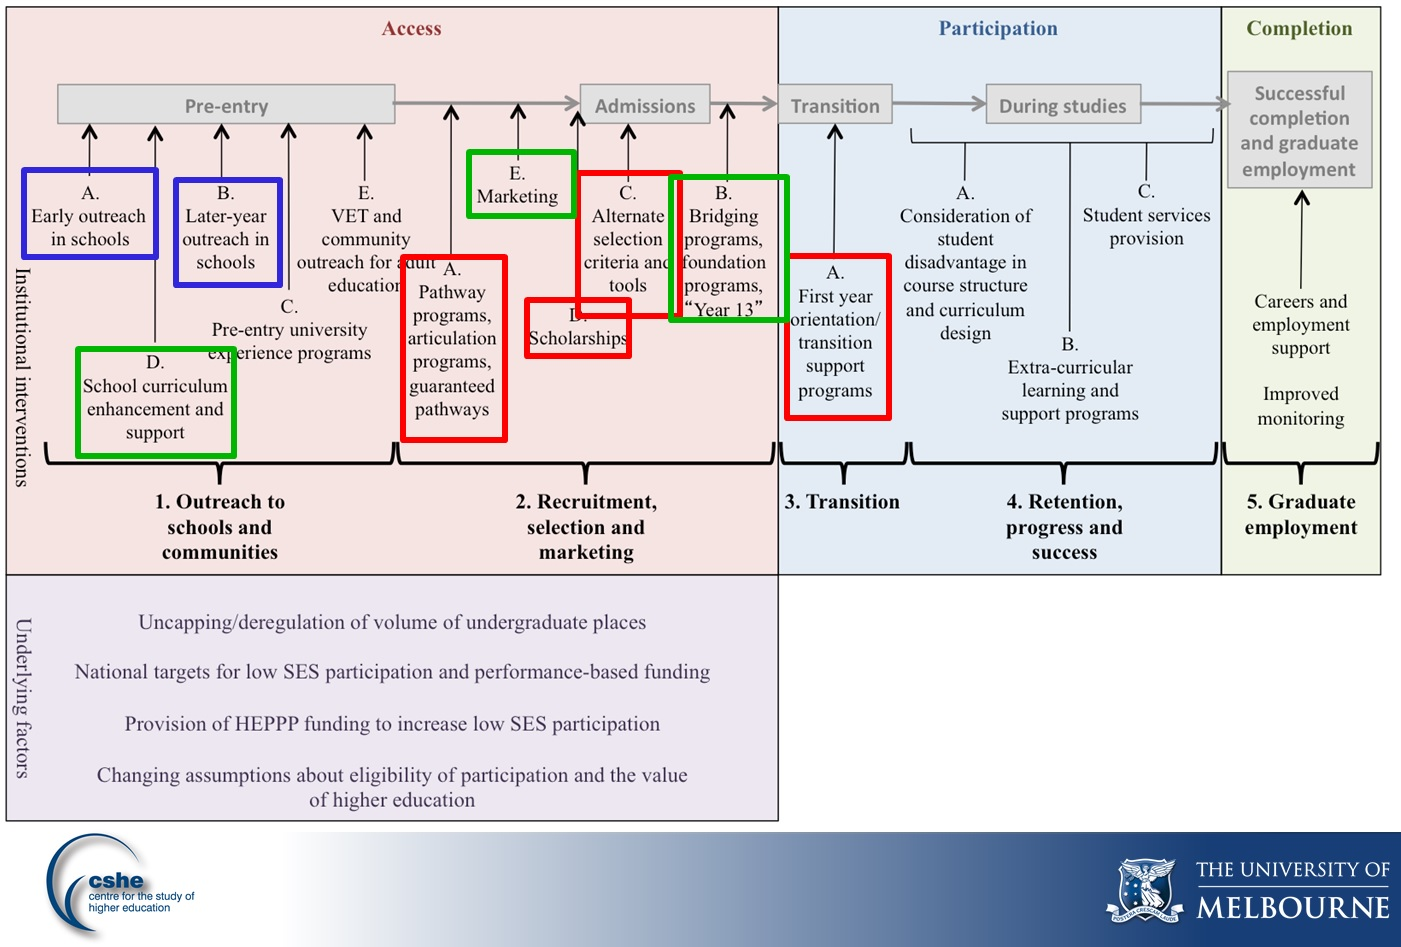 Access
Participation
Completion
Pre-entry
Admissions
Transition
During studies
Successful
completion
and graduate
employment
Institutional interventions
A.
Early outreach
in schools
B.
Later-year
outreach in
schools
C.
Pre-entry university
experience programs
D.
School curriculum
enhancement and
support
E.
VET and
community
outreach for adult
education
A.
Pathway
programs,
articulation
programs,
guaranteed
pathways
E.
Marketing
D.
Scholarships
C.
Alternate
selection
criteria and
tools
B.
Bridging
programs,
foundation
programs,
“Year 13”
A.
First year
orientation/
transition
support
programs
A.
Consideration of
student
disadvantage in
course structure
and curriculum
design
B.
Extra-curricular
learning and
support programs
C.
Student services
provision
Careers and
employment
support
Improved
monitoring
1. Outreach to
schools and
communities
2. Recruitment,
selection and
marketing
3. Transition
4. Retention,
progress and
success
5. Graduate
employment
Underlying factors
Uncapping/deregulation of volume of undergraduate places
National targets for low SES participation and performance-based funding
Provision of HEPPP funding to increase low SES participation
Changing assumptions about eligibility of participation and the value
of higher education
cshe
centre for the study of
higher education
THE UNIVERSITY OF
MELBOURNE